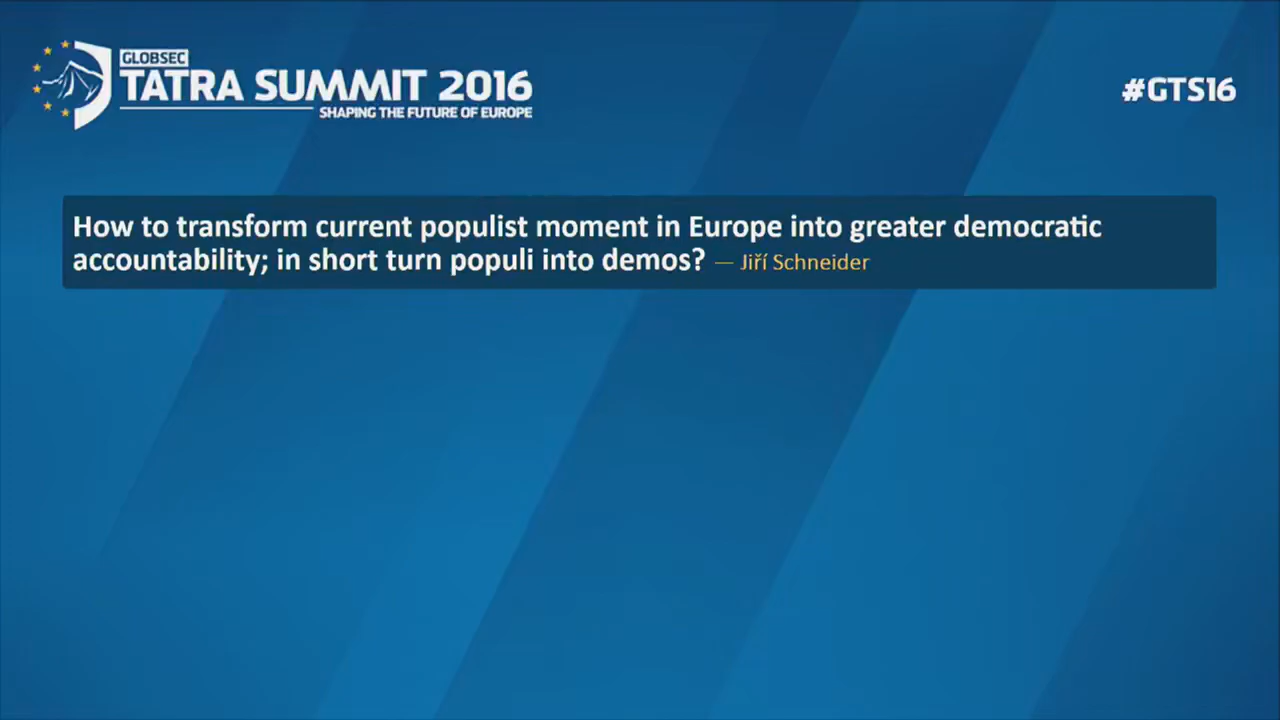 GLOBSEC
TATRA SUMMIT 2016
SHAPING THE FUTURE OF EUROPE
#GTS16
How to transform current populist moment in Europe into greater democratic
accountability; in short turn populi into demos? — Jiří Schneider